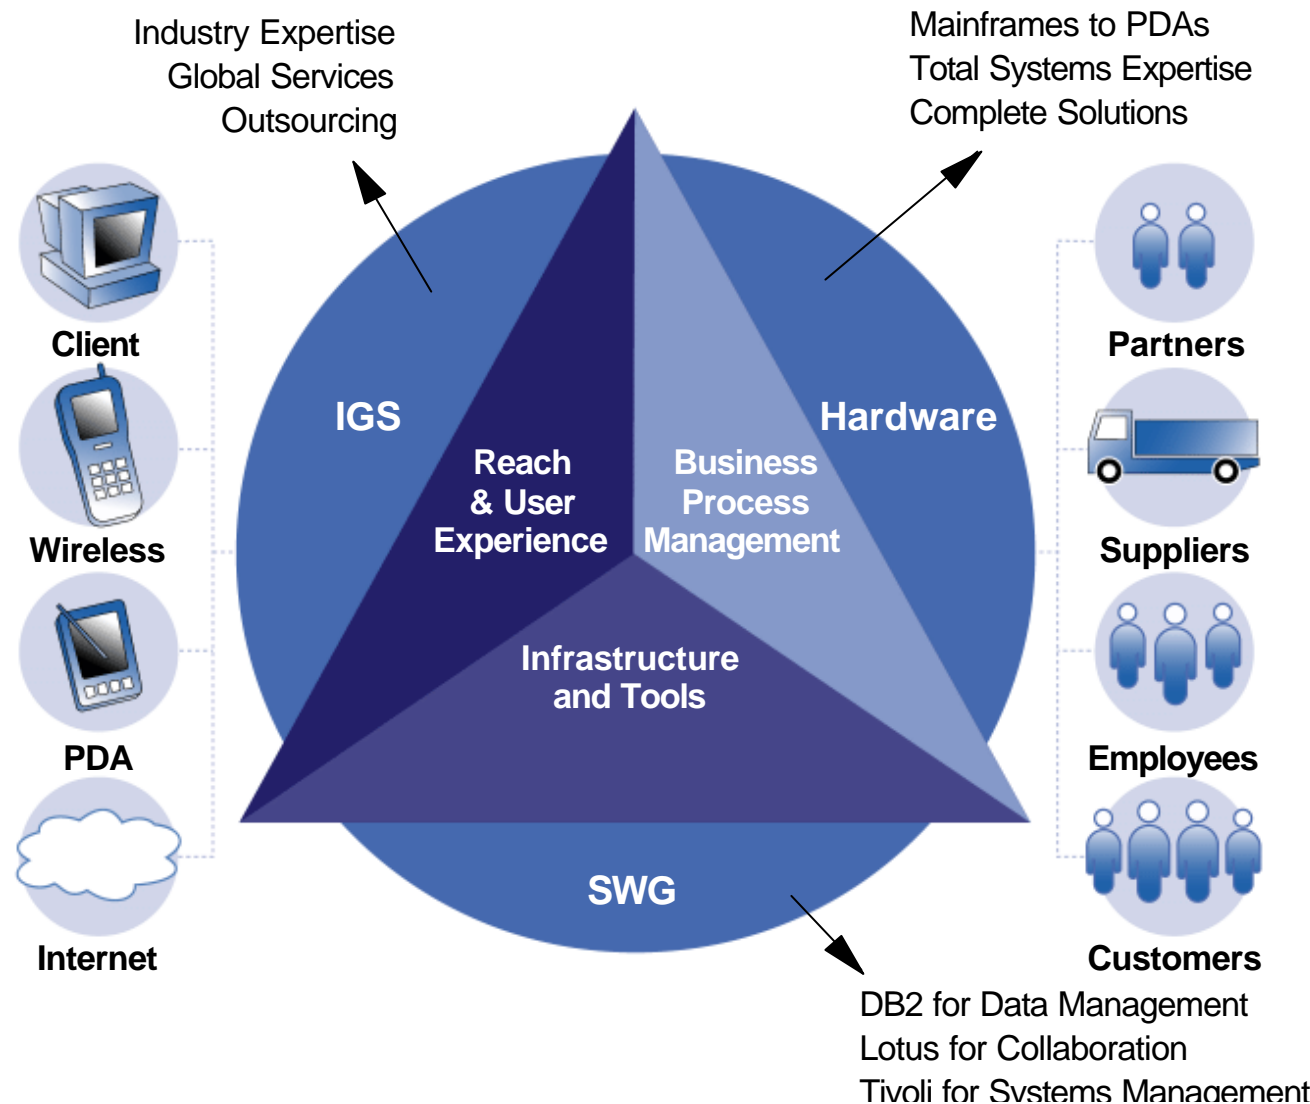 Industry Expertise
Global Services
Outsourcing
Mainframes to PDAs
Total Systems Expertise
Complete Solutions
Client
Wireless
PDA
Internet
IGS
Reach
& User
Experience
Business
Process
Management
Hardware
Infrastructure
and Tools
SWG
Partners
Suppliers
Employees
Customers
DB2 for Data Management
Lotus for Collaboration
Tivoli for Systems Management